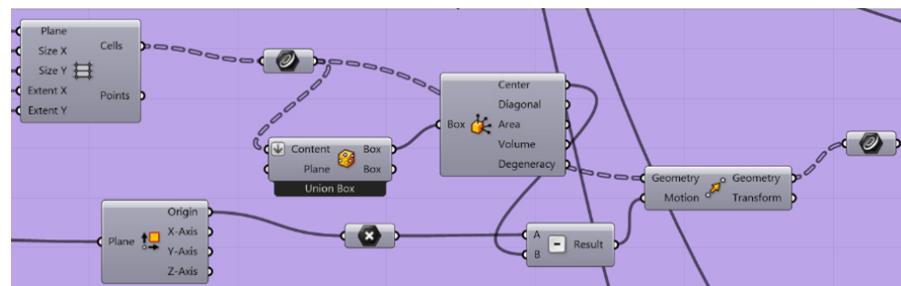 Plane
Size X
Size Y
Extent X
Extent Y
Cells
Points
Content
Plane
Box
Box
Union Box
Box
Center
Diagonal
Area
Volume
Degeneracy
Geometry
Motion
Geometry
Transform
Plane
Origin
X-Axis
Y-Axis
Z-Axis
A
B
Result